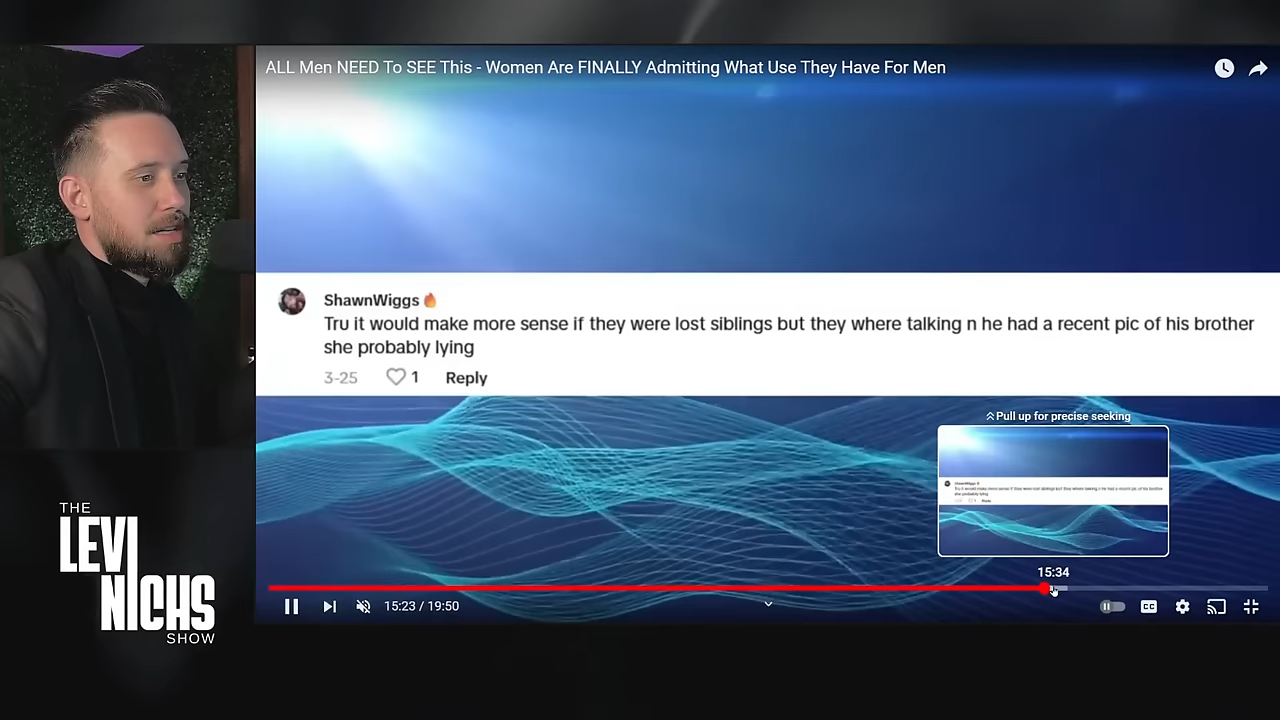 ALL Men NEED To SEE This - Women Are FINALLY Admitting What Use They Have For Men
ShawnWiggs🔥
Tru it would make more sense if they were lost siblings but they where talking n he had a recent pic of his brother
she probably lying
3-25 1 Reply
Pull up for precise seeking
15:34
15:23 / 19:50
CC
THE
LEVI
NICHS
SHOW